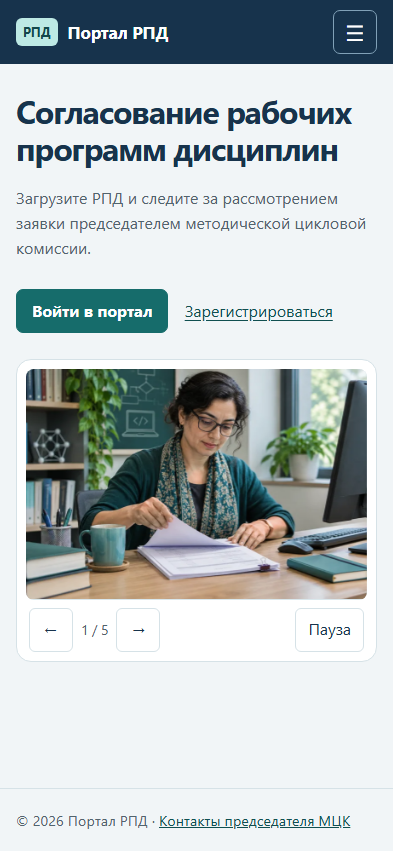 РПД Портал РПД
Согласование рабочих
программ дисциплин
Загрузите РПД и следите за рассмотрением
заявки председателем методической цикловой
комиссии.
Войти в портал Зарегистрироваться
← 1 / 5 → Пауза
© 2026 Портал РПД · Контакты председателя МЦК